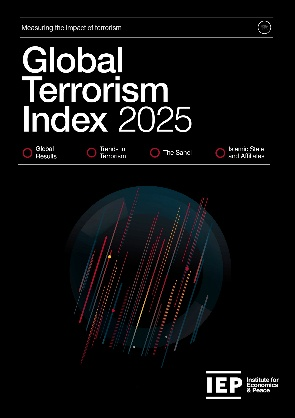 Measuring the impact of terrorism
Global
Terrorism
Index 2025
Global
Results
Trends in
Terrorism
The Sahel
Islamic State
and Affiliates
IEP
Institute for
Economics
& Peace